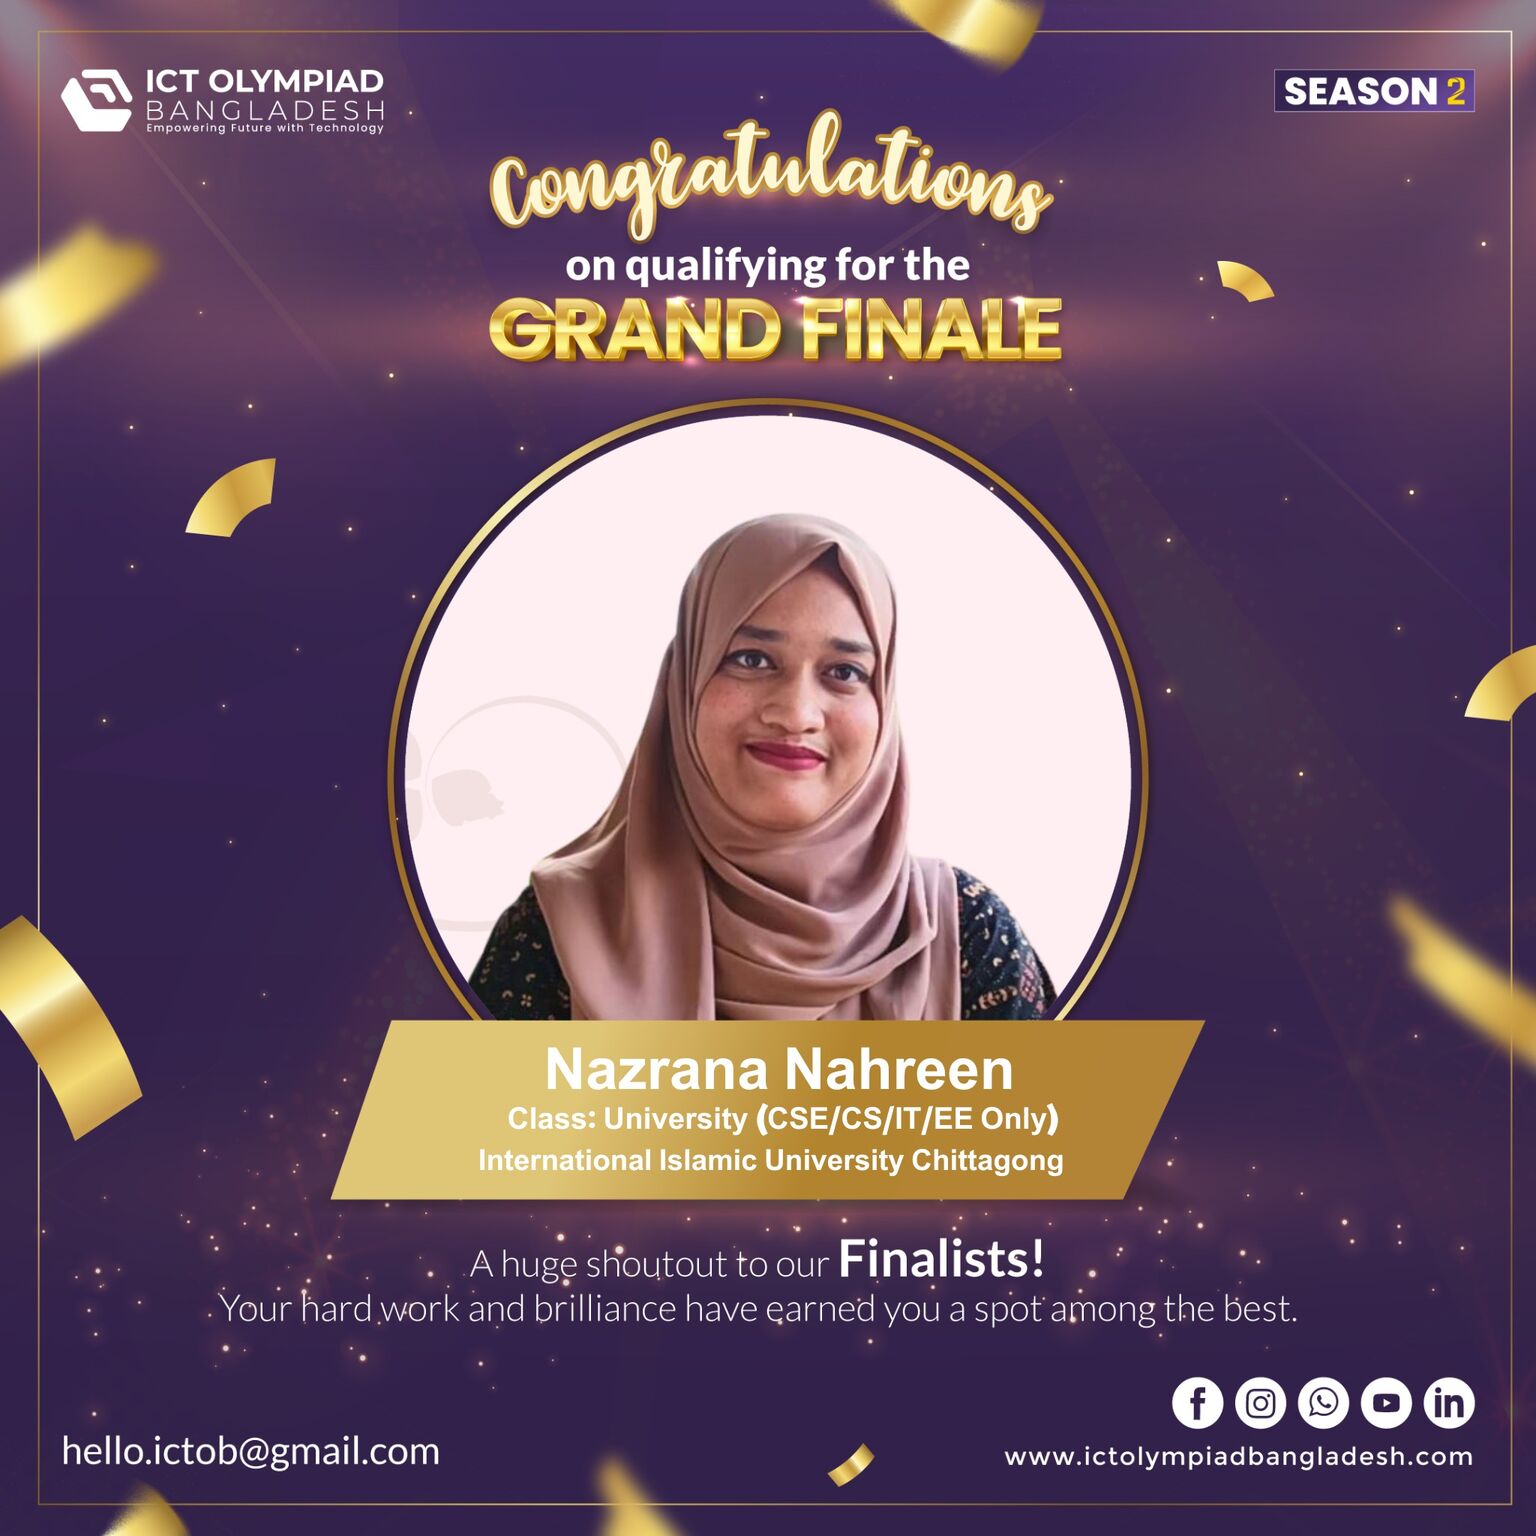 ICT OLYMPIAD
BANGLADESH
Empowering Future with Technology
SEASON 2
Congratulations
on qualifying for the
GRAND FINALE
Nazrana Nahreen
Class: University (CSE/CS/IT/EE Only)
International Islamic University Chittagong
A huge shoutout to our Finalists!
Your hard work and brilliance have earned you a spot among the best.
hello.ictob@gmail.com
www.ictolympiadbangladesh.com